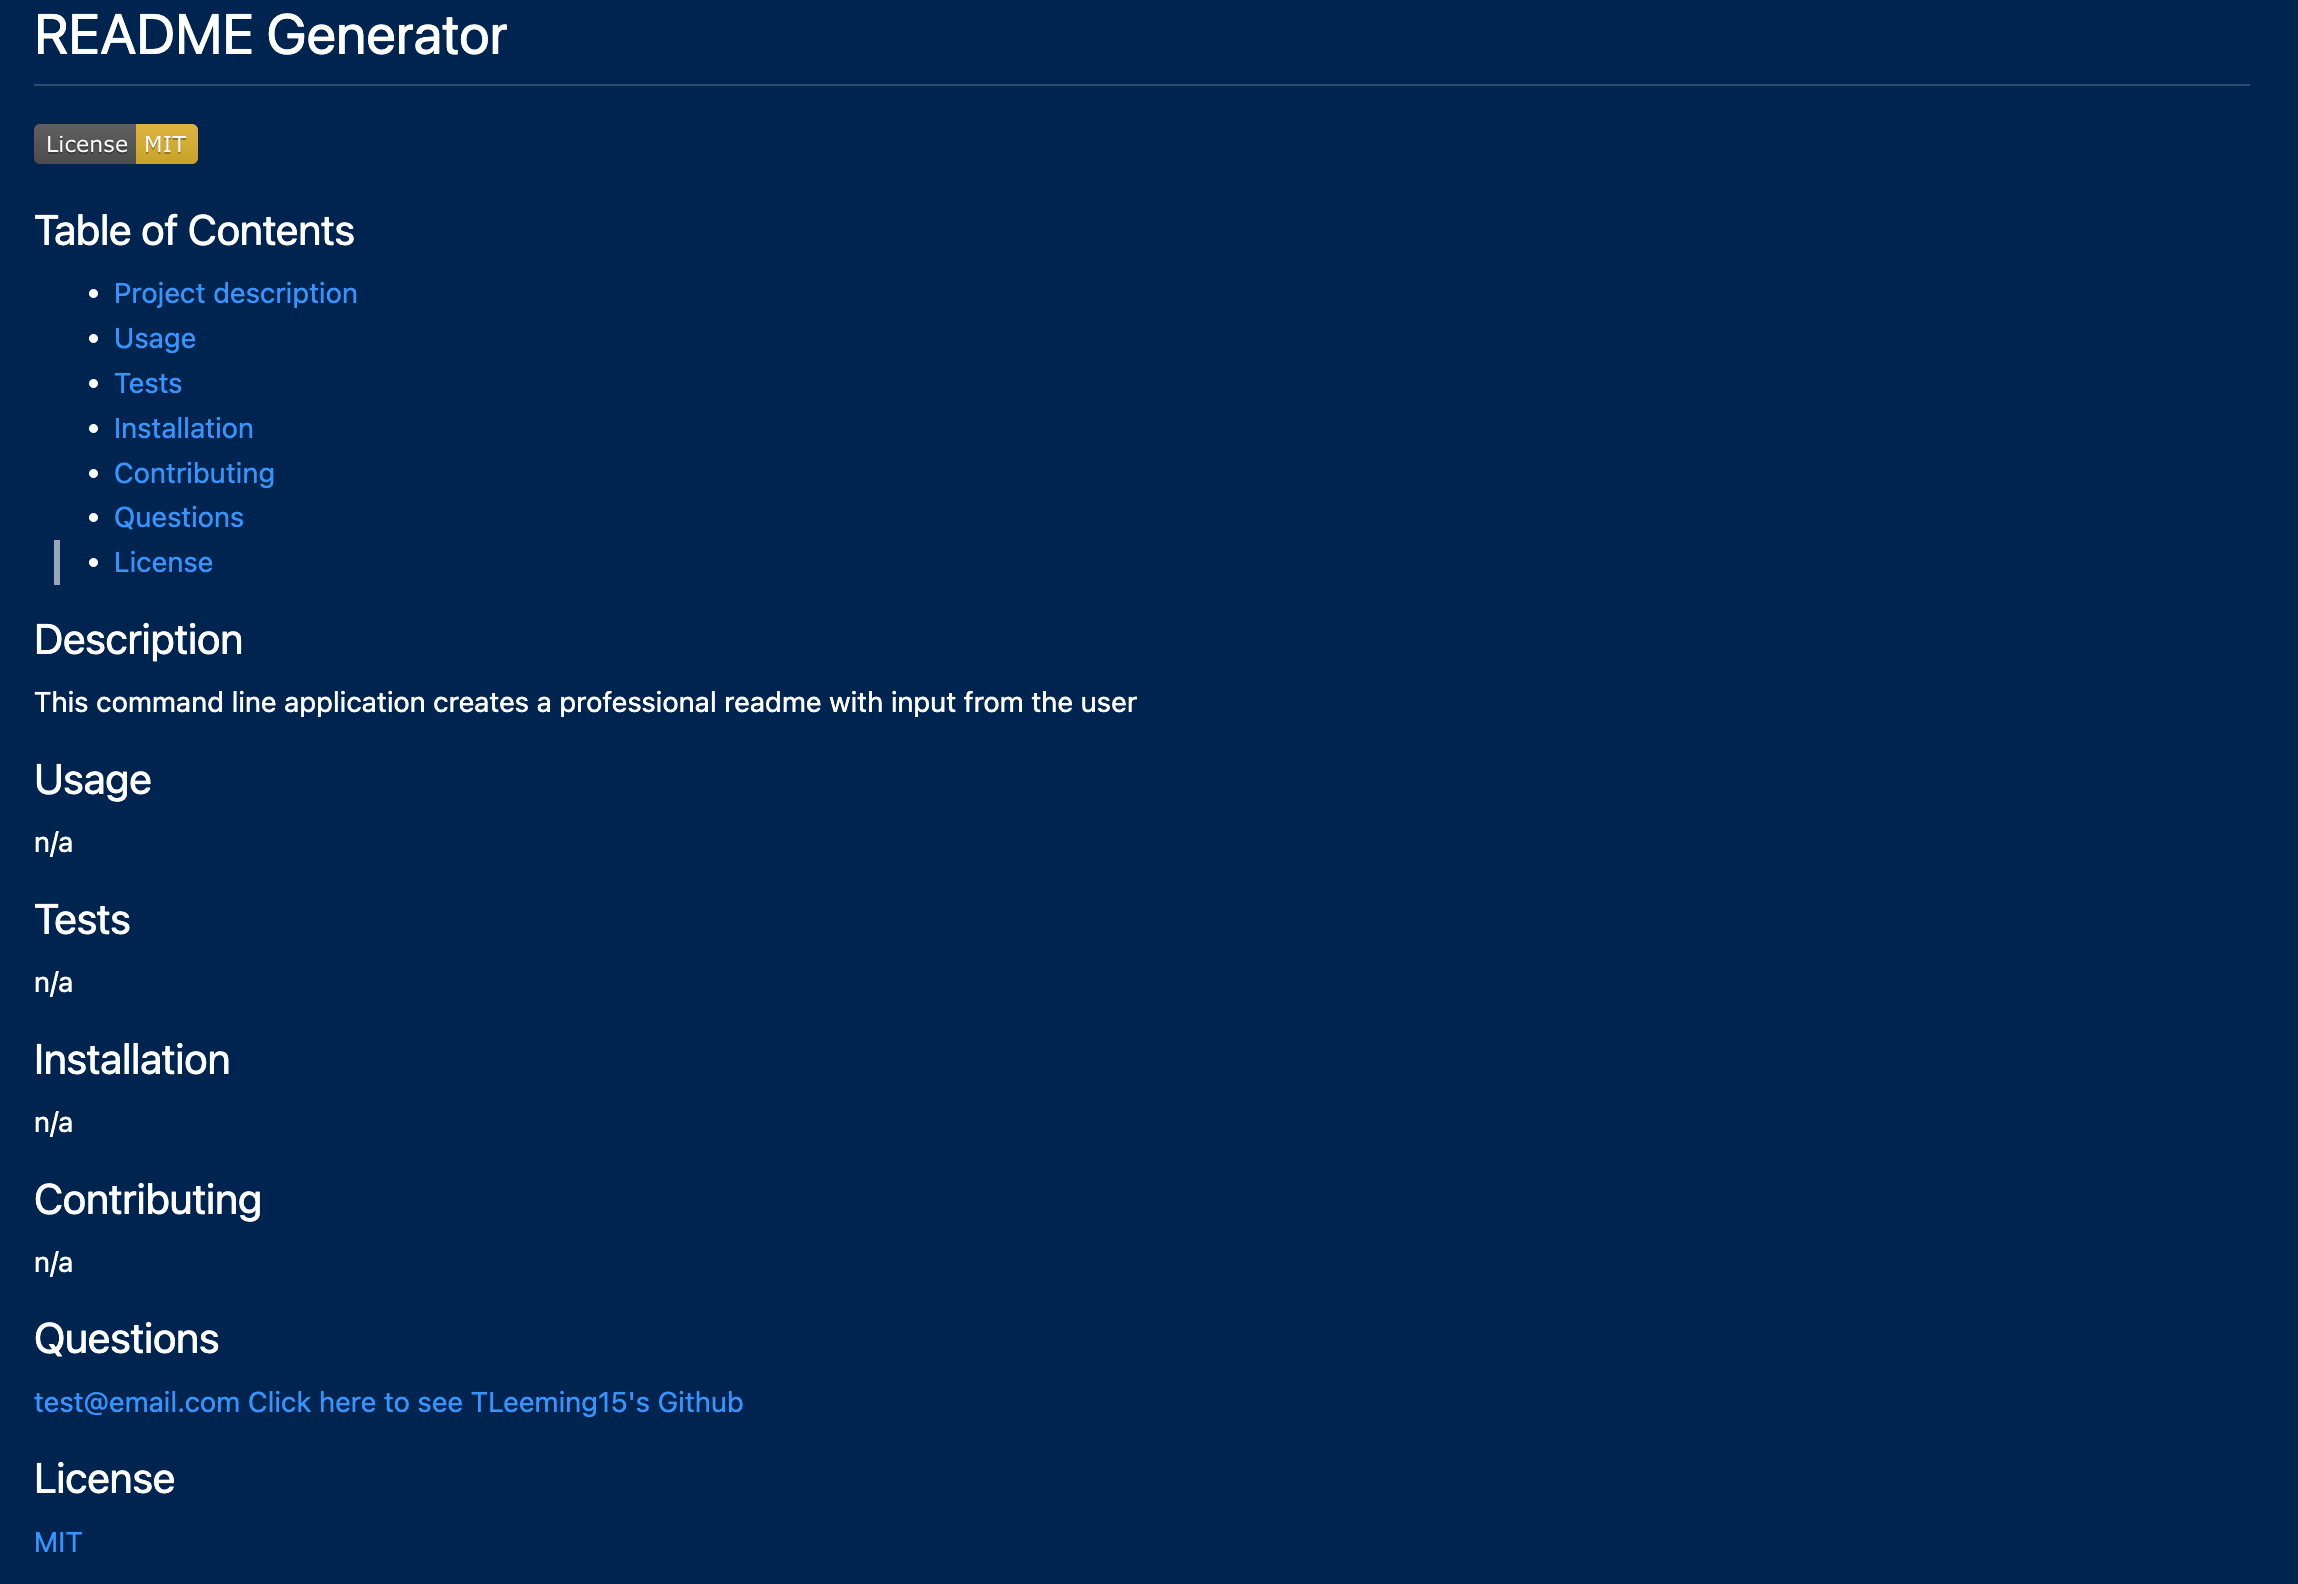 README Generator
License MIT
Table of Contents
Project description
Usage
Tests
Installation
Contributing
Questions
License
Description
This command line application creates a professional readme with input from the user
Usage
n/a
Tests
n/a
Installation
n/a
Contributing
n/a
Questions
test@email.com Click here to see TLeeming15's Github
License
MIT